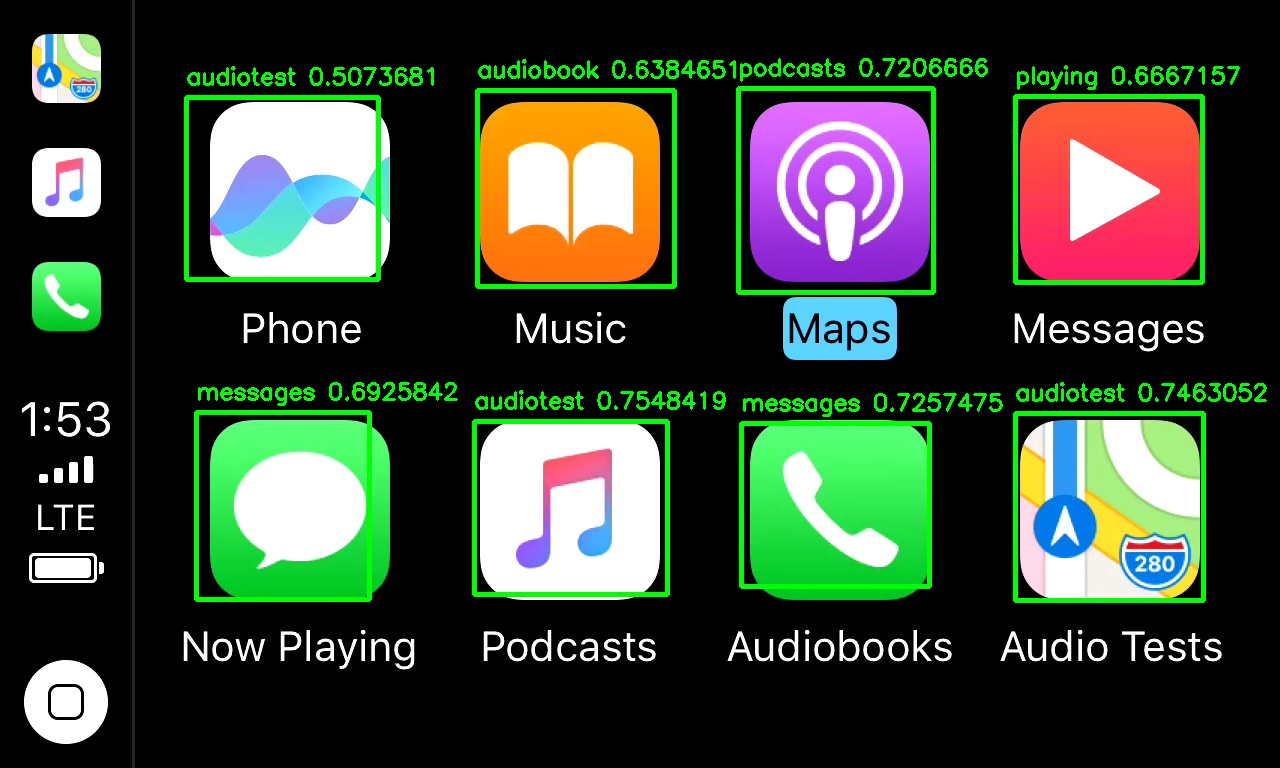 280
1:53
LTE
audiotest 0.5073681
audiobook 0.6384651
podcasts 0.7206666
playing 0.6667157
Phone
Music
Maps
Messages
messages 0.6925842
audiotest 0.7548419
messages 0.7257475
audiotest 0.7463052
280
Now Playing
Podcasts
Audiobooks
Audio Tests